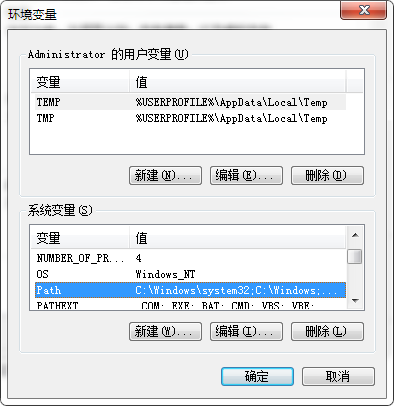 环境变量
Administrator 的用户变量(U)
变量 值
TEMP %USERPROFILE%\AppData\Local\Temp
TMP %USERPROFILE%\AppData\Local\Temp
新建(N)... 编辑(E)... 删除(D)
系统变量(S)
变量 值
NUMBER_OF_PR... 4
OS Windows_NT
Path C:\Windows\system32;C:\Windows;...
PATHEXT .COM;.EXE;.BAT;.CMD;.VBS;.VBE;
新建(W)... 编辑(I)... 删除(L)
确定 取消